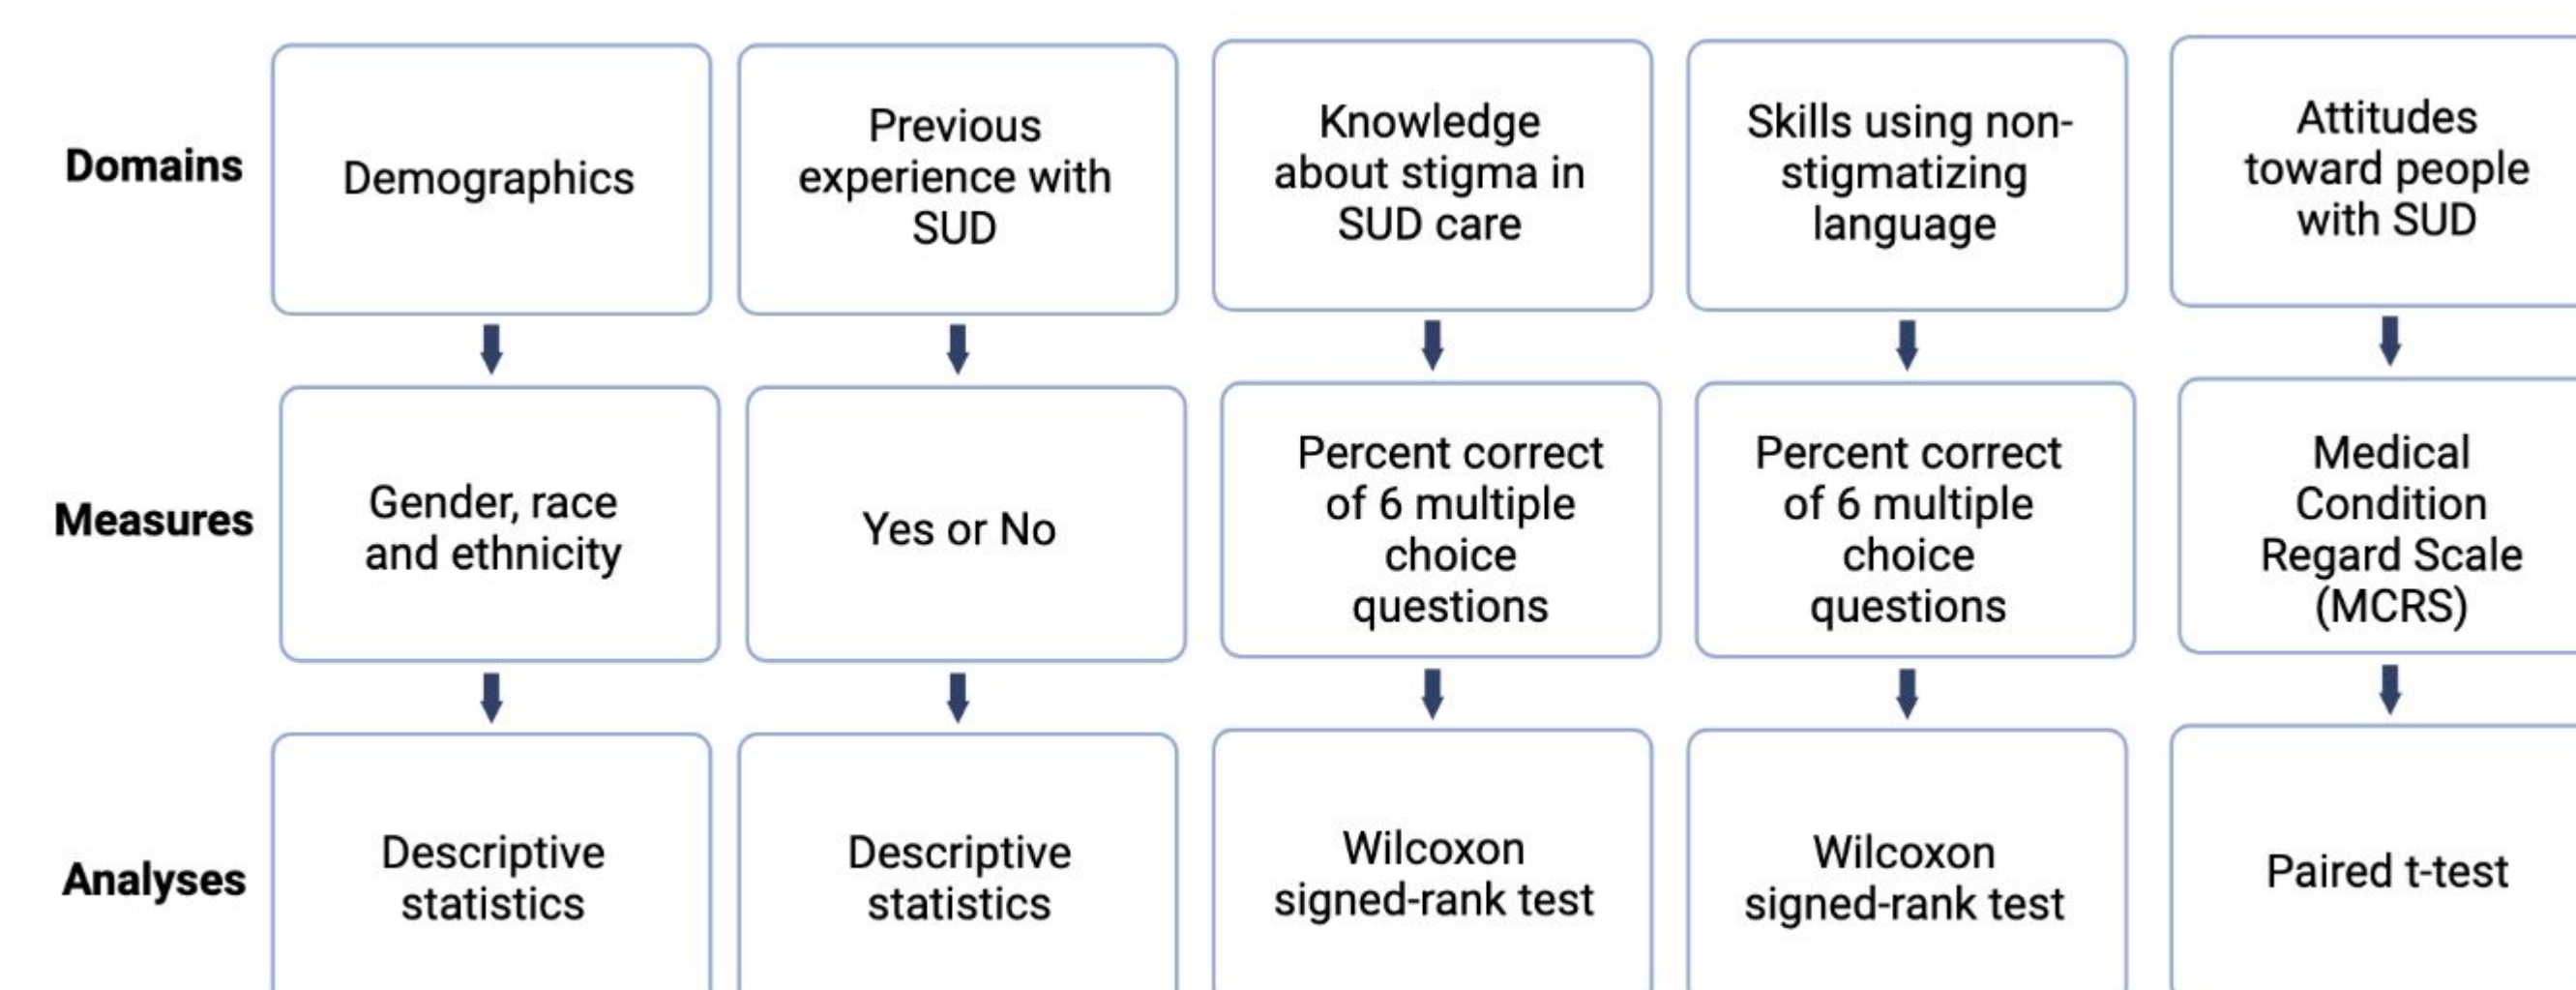 Domains
Demographics
Previous
experience with
SUD
Knowledge
about stigma in
SUD care
Skills using non-
stigmatizing
language
Attitudes
toward people
with SUD
Measures
Gender, race
and ethnicity
Yes or No
Percent correct
of 6 multiple
choice
questions
Percent correct
of 6 multiple
choice
questions
Medical
Condition
Regard Scale
(MCRS)
Analyses
Descriptive
statistics
Descriptive
statistics
Wilcoxon
signed-rank test
Wilcoxon
signed-rank test
Paired t-test